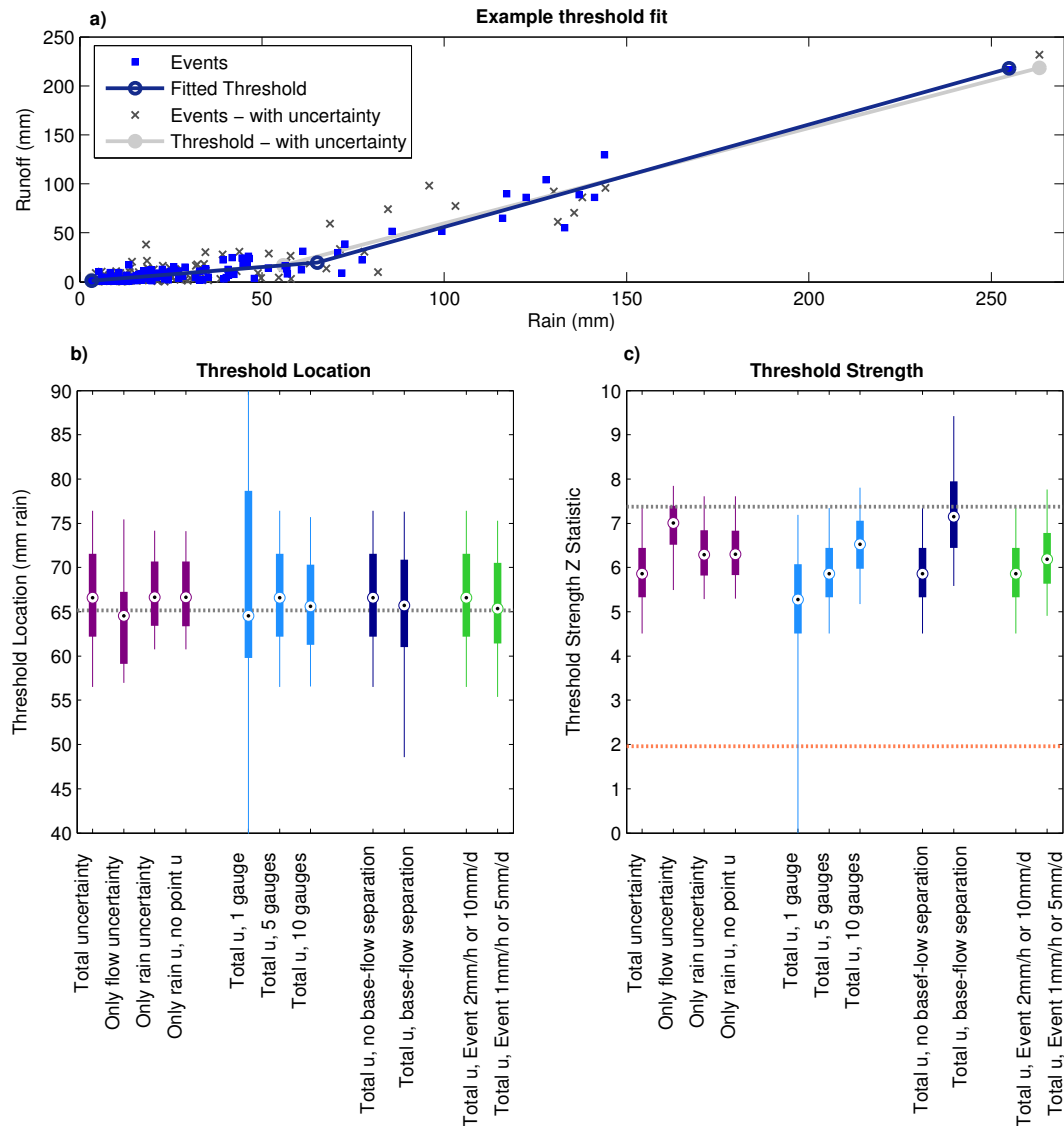 a)
Example threshold fit
250
200
150
100
50
0
Runoff (mm)
Events
Fitted Threshold
Events − with uncertainty
Threshold − with uncertainty
0 50 100 150 200 250
Rain (mm)
b)
Threshold Location
90
85
80
75
70
65
60
55
50
45
40
Threshold Location (mm rain)
Total uncertainty
Only flow uncertainty
Only rain uncertainty
Only rain u, no point u
Total u, 1 gauge
Total u, 5 gauges
Total u, 10 gauges
Total u, no base-flow separation
Total u, base-flow separation
Total u, Event 2mm/h or 10mm/d
Total u, Event 1mm/h or 5mm/d
c)
Threshold Strength
10
9
8
7
6
5
4
3
2
1
0
Threshold Strength Z Statistic
Total uncertainty
Only flow uncertainty
Only rain uncertainty
Only rain u, no point u
Total u, 1 gauge
Total u, 5 gauges
Total u, 10 gauges
Total u, no basef-low separation
Total u, base-flow separation
Total u, Event 2mm/h or 10mm/d
Total u, Event 1mm/h or 5mm/d